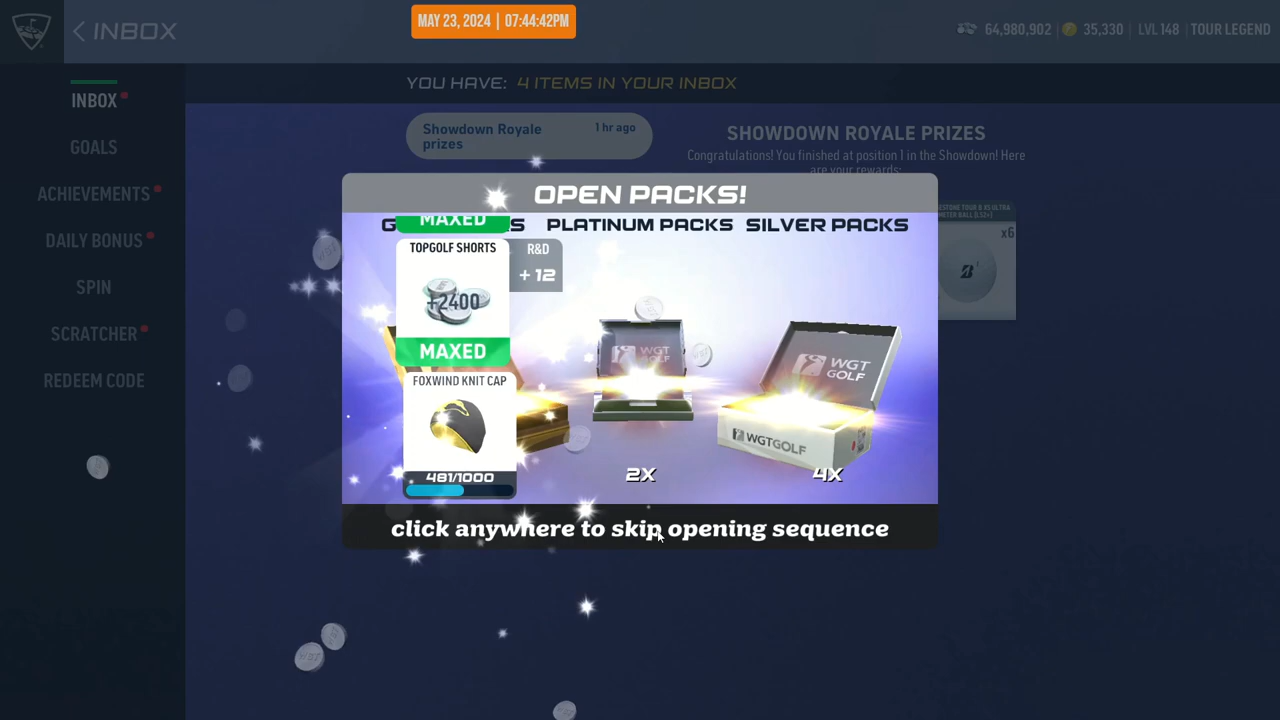 MAY 23, 2024 | 07:44:42PM
INBOX
64,980,902 | 35,330 | LVL 148 | TOUR LEGEND
YOU HAVE: 4 ITEMS IN YOUR INBOX
INBOX
GOALS
ACHIEVEMENTS
DAILY BONUS
SPIN
SCRATCHER
REDEEM CODE
Showdown Royale prizes
1 hr ago
SHOWDOWN ROYALE PRIZES
Congratulations! You finished at position 1 in the Showdown! Here
are your rewards:
x6
B
OPEN PACKS!
PLATINUM PACKS
SILVER PACKS
MAXED
TOPGOLF SHORTS
+2400
MAXED
R&D
+ 12
FOXWIND KNIT CAP
481/1000
WGT GOLF
2X
WGT GOLF
WGTGOLF
4X
click anywhere to skip opening sequence